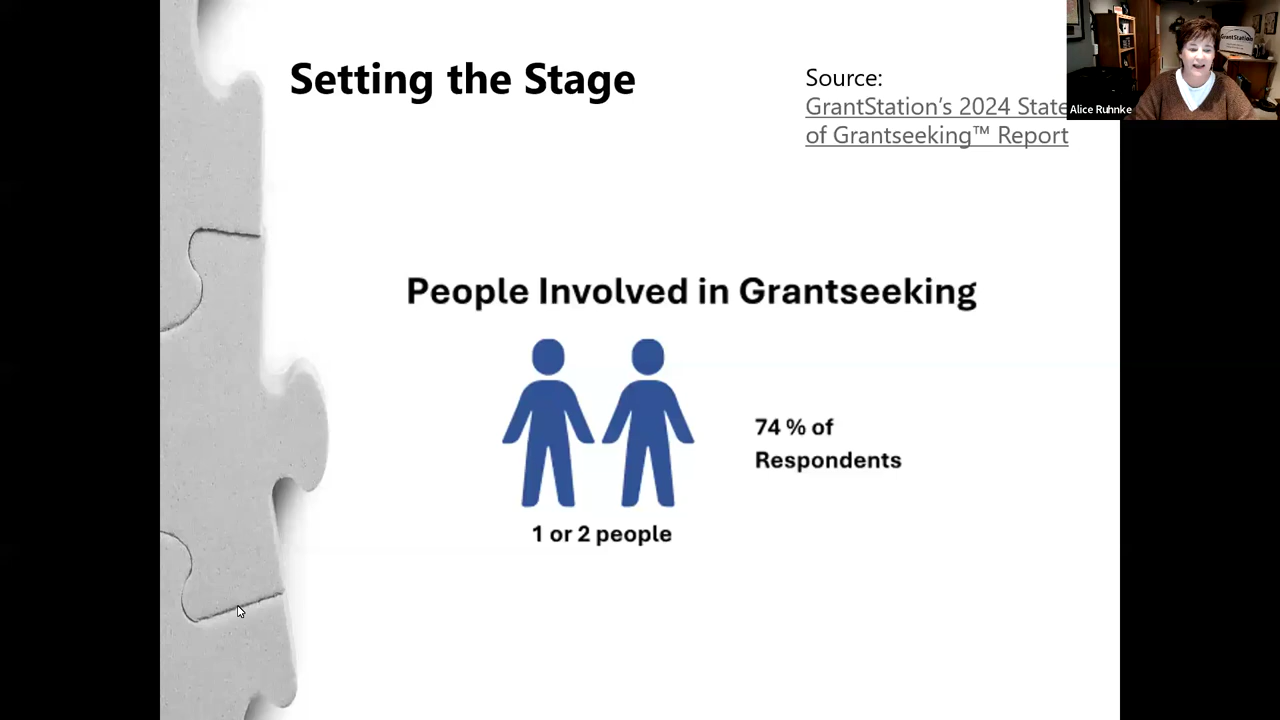 Setting the Stage
Source:
GrantStation’s 2024 State
of Grantseeking™ Report
GrantStation
Alice Ruhnke
People Involved in Grantseeking
74 % of
Respondents
1 or 2 people